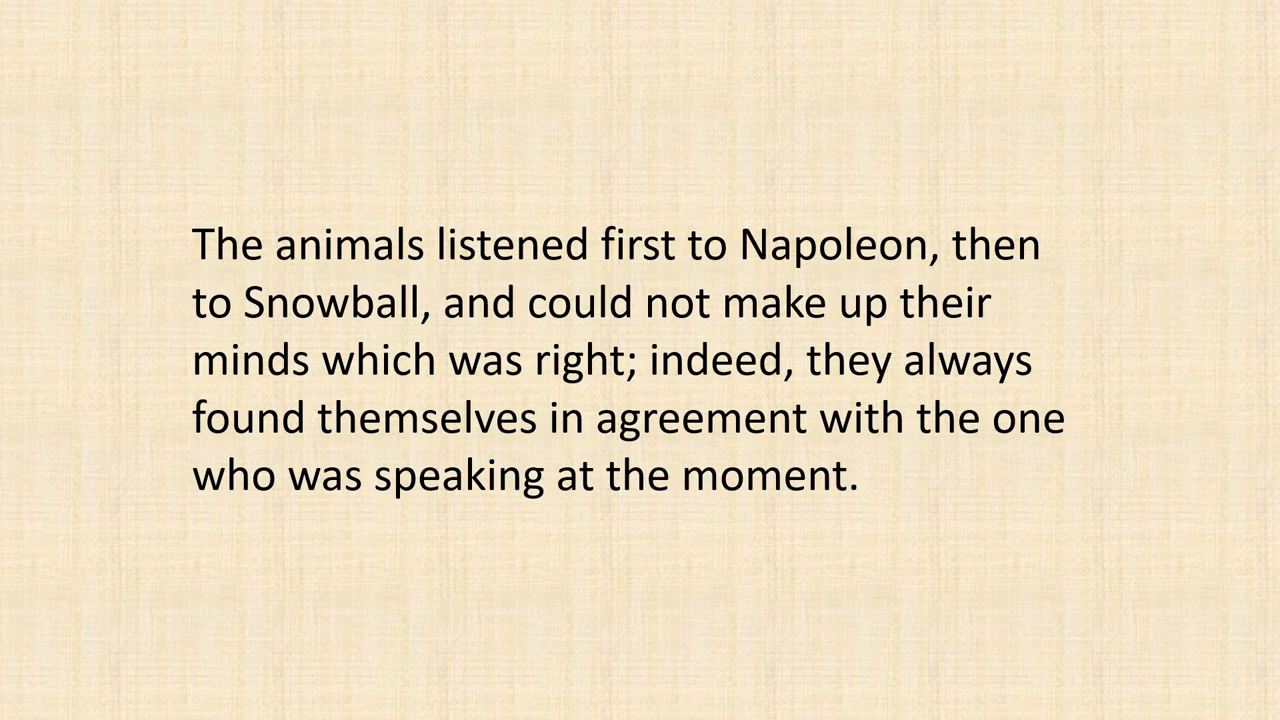 The animals listened first to Napoleon, then
to Snowball, and could not make up their
minds which was right; indeed, they always
found themselves in agreement with the one
who was speaking at the moment.